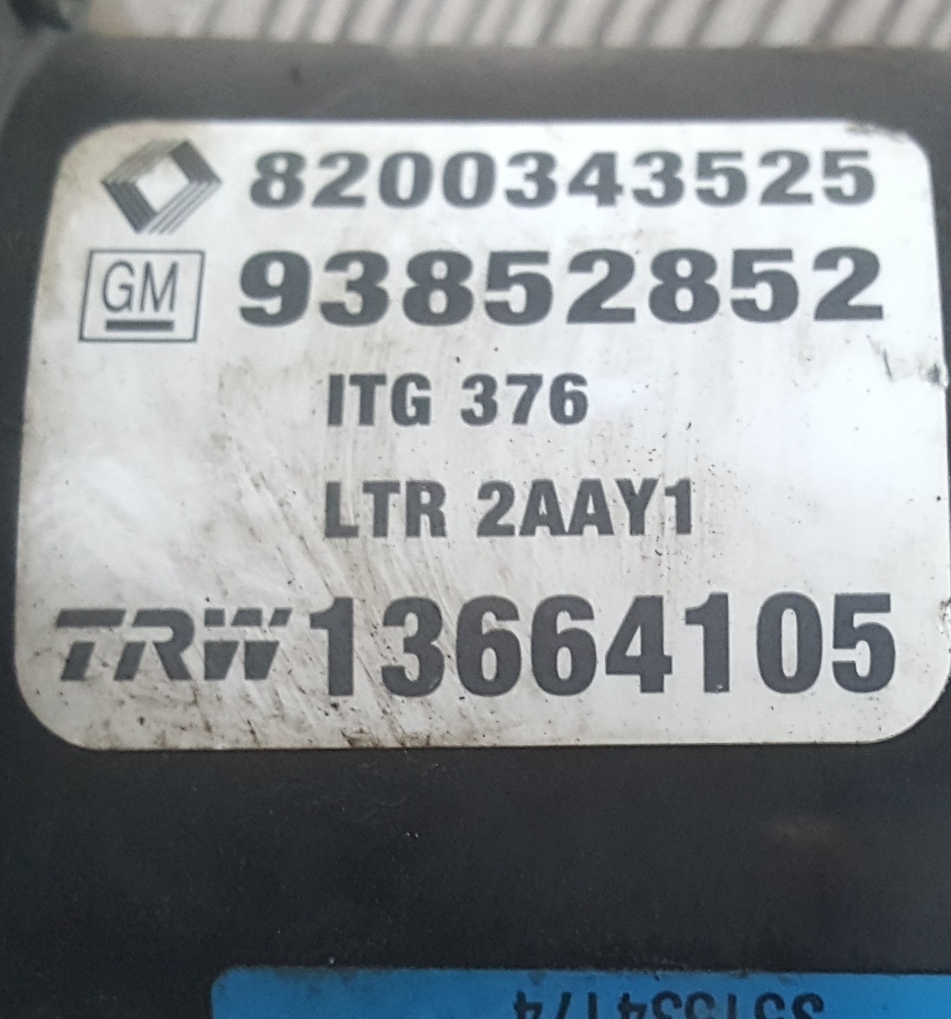 8200343525
GM 93852852
ITG 376
LTR 2AAY1
TRW 13664105